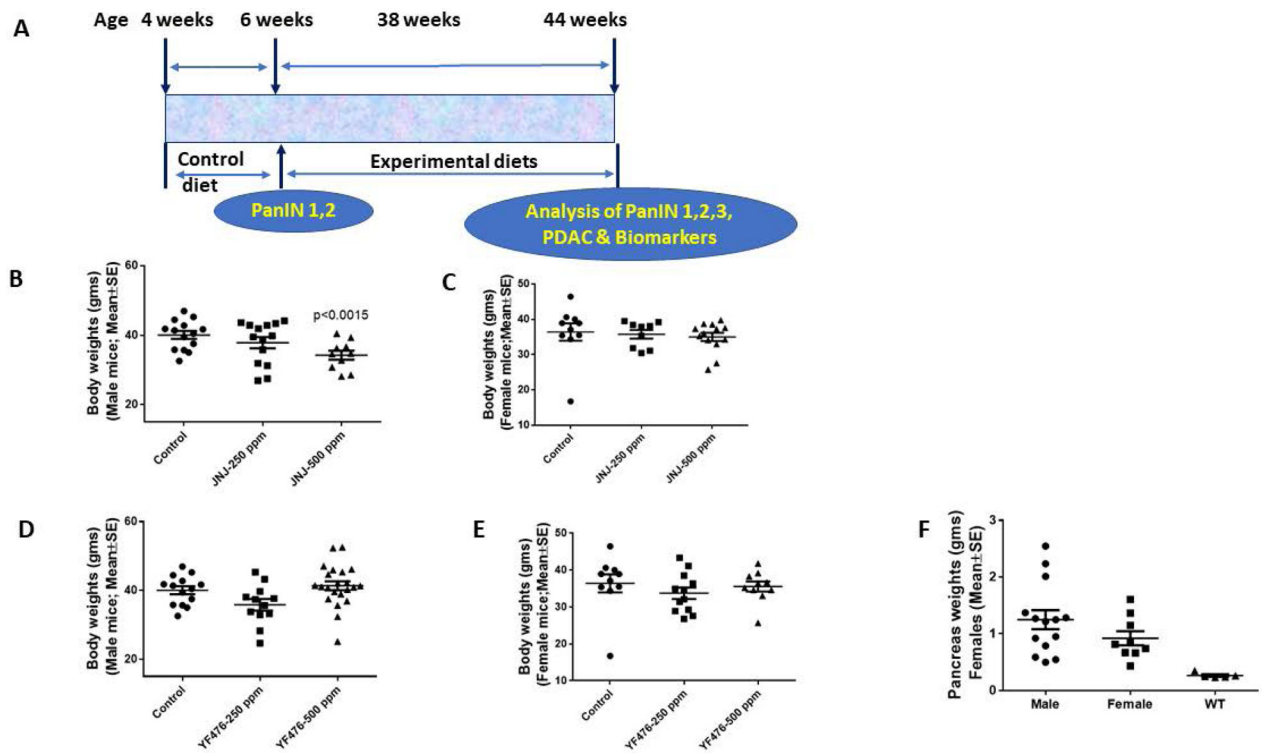 A
Age 4 weeks 6 weeks 38 weeks 44 weeks
Control
diet
Experimental diets
PanIN 1,2
Analysis of PanIN 1,2,3,
PDAC & Biomarkers
B
Body weights (gms)
(Male mice; Mean±SE)
60
40
20
p<0.0015
Control
JNJ-250 ppm
JNJ-500 ppm
C
Body weights (gms)
(Female mice;Mean±SE)
50
40
30
20
10
Control
JNJ-250 ppm
JNJ-500 ppm
D
Body weights (gms)
(Male mice; Mean±SE)
60
40
20
Control
YF476-250 ppm
YF476-500 ppm
E
Body weights (gms)
(Female mice;Mean±SE)
50
40
30
20
10
Control
YF476-250 ppm
YF476-500 ppm
F
Pancreas weights (gms)
Females (Mean±SE)
3
2
1
0
Male
Female
WT